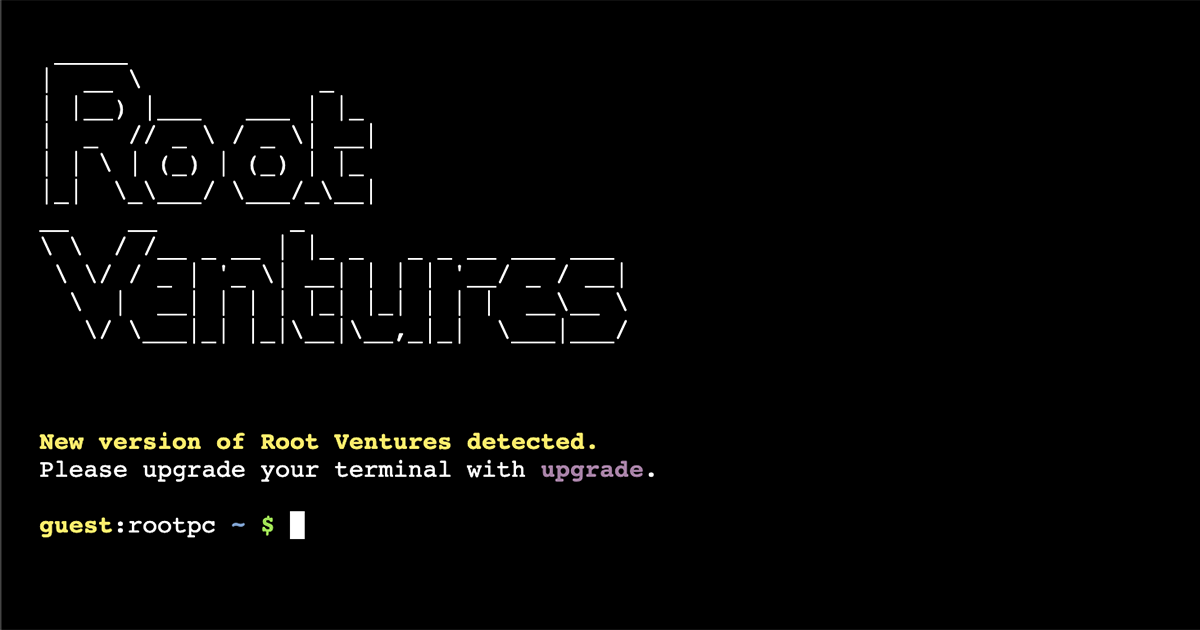 Root
Ventures
New version of Root Ventures detected.
Please upgrade your terminal with upgrade.
guest:rootpc ~ $